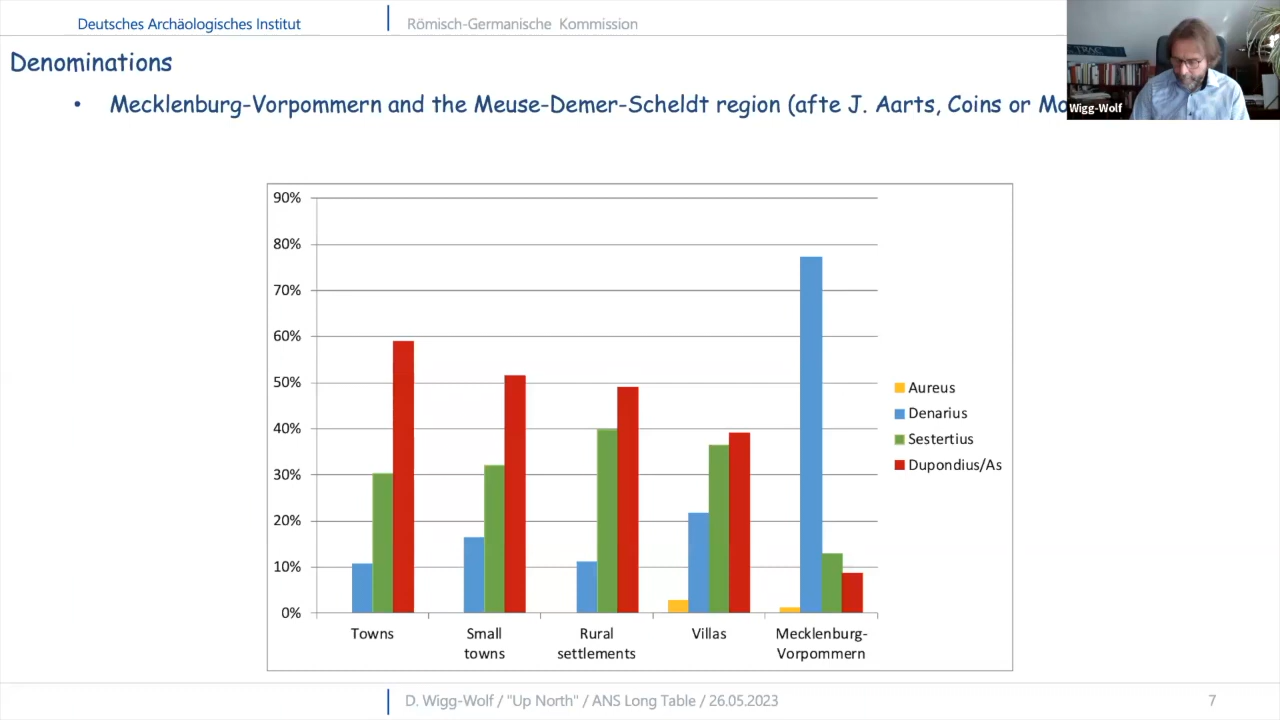 Deutsches Archäologisches Institut
Römisch-Germanische Kommission
Denominations
• Mecklenburg-Vorpommern and the Meuse-Demer-Scheldt region (afte J. Aarts, Coins or Mo
TRAC
Wigg-Wolf
90%
80%
70%
60%
50%
40%
30%
20%
10%
0%
Aureus
Denarius
Sestertius
Dupondius/As
Towns
Small
towns
Rural
settlements
Villas
Mecklenburg-
Vorpommern
D. Wigg-Wolf / "Up North" / ANS Long Table / 26.05.2023
7